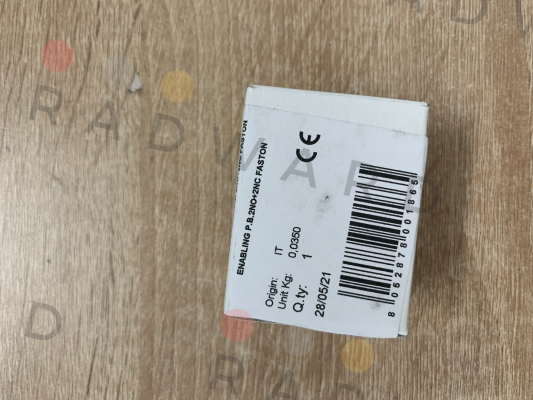 ENABLING P.B.2NO+2NC FASTON
CE
Origin: IT
Unit Kg: 0,0350
Q.ty: 1
28/05/21
8 052878 001865
RADWA